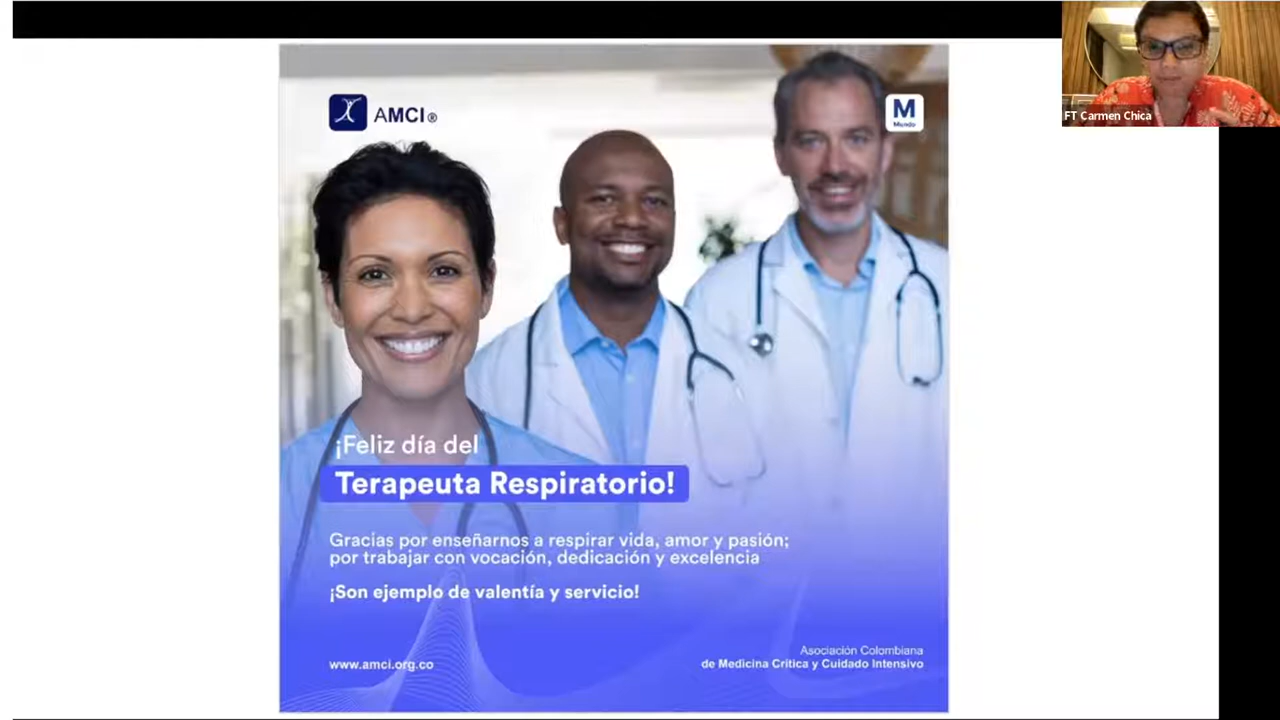 AMCI®
M
Mundo
FT Carmen Chica
¡Feliz día del
Terapeuta Respiratorio!
Gracias por enseñarnos a respirar vida, amor y pasión;
por trabajar con vocación, dedicación y excelencia
¡Son ejemplo de valentía y servicio!
www.amci.org.co
Asociación Colombiana
de Medicina Critica y Cuidado Intensivo